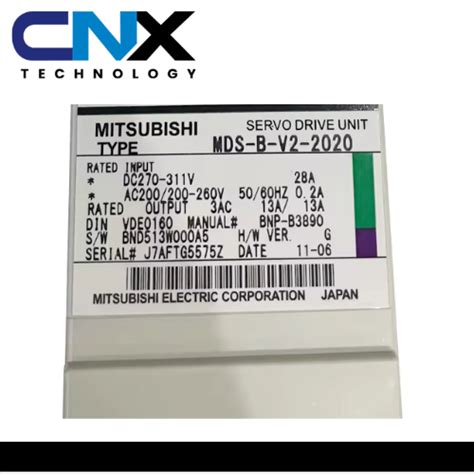 CNX
TECHNOLOGY
MITSUBISHI SERVO DRIVE UNIT
TYPE MDS-B-V2-2020
RATED INPUT
* DC270-311V 28A
* AC200/200-260V 50/60HZ 0.2A
RATED OUTPUT 3AC 13A/ 13A
DIN VDE0160 MANUAL# BNP-B3890
S/W BND513W000A5 H/W VER. G
SERIAL# J7AFTG5575Z DATE 11-06
MITSUBISHI ELECTRIC CORPORATION JAPAN